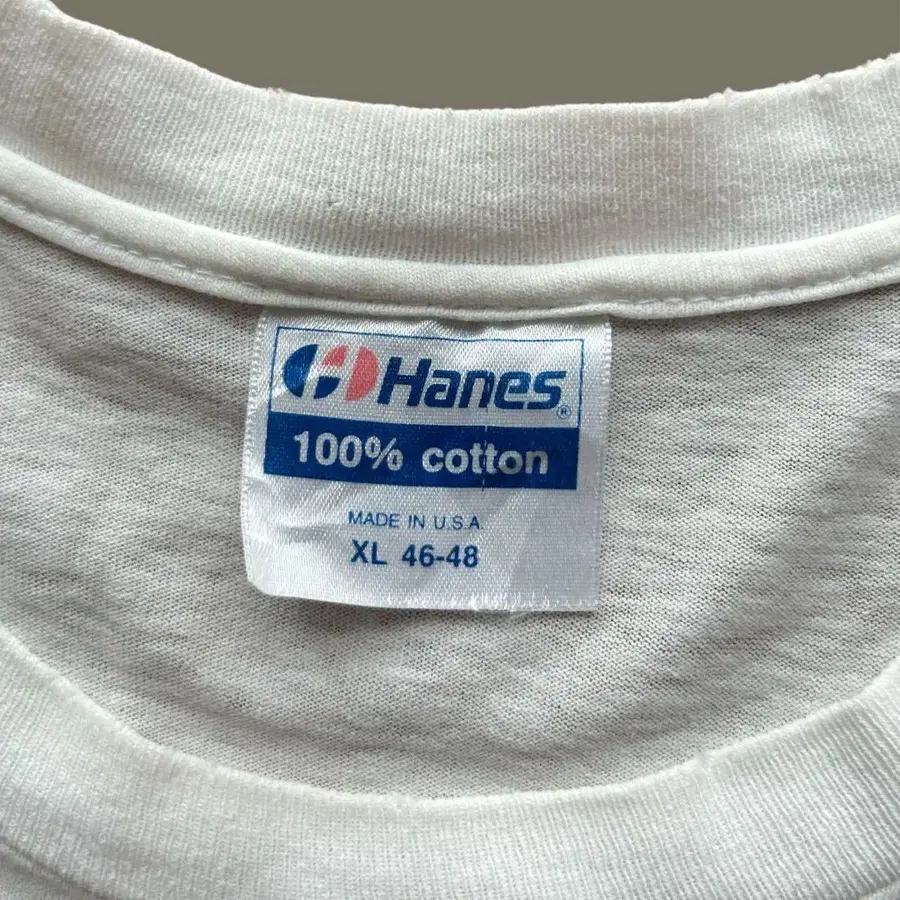 Hanes®
100% cotton
MADE IN U.S.A.
XL 46-48